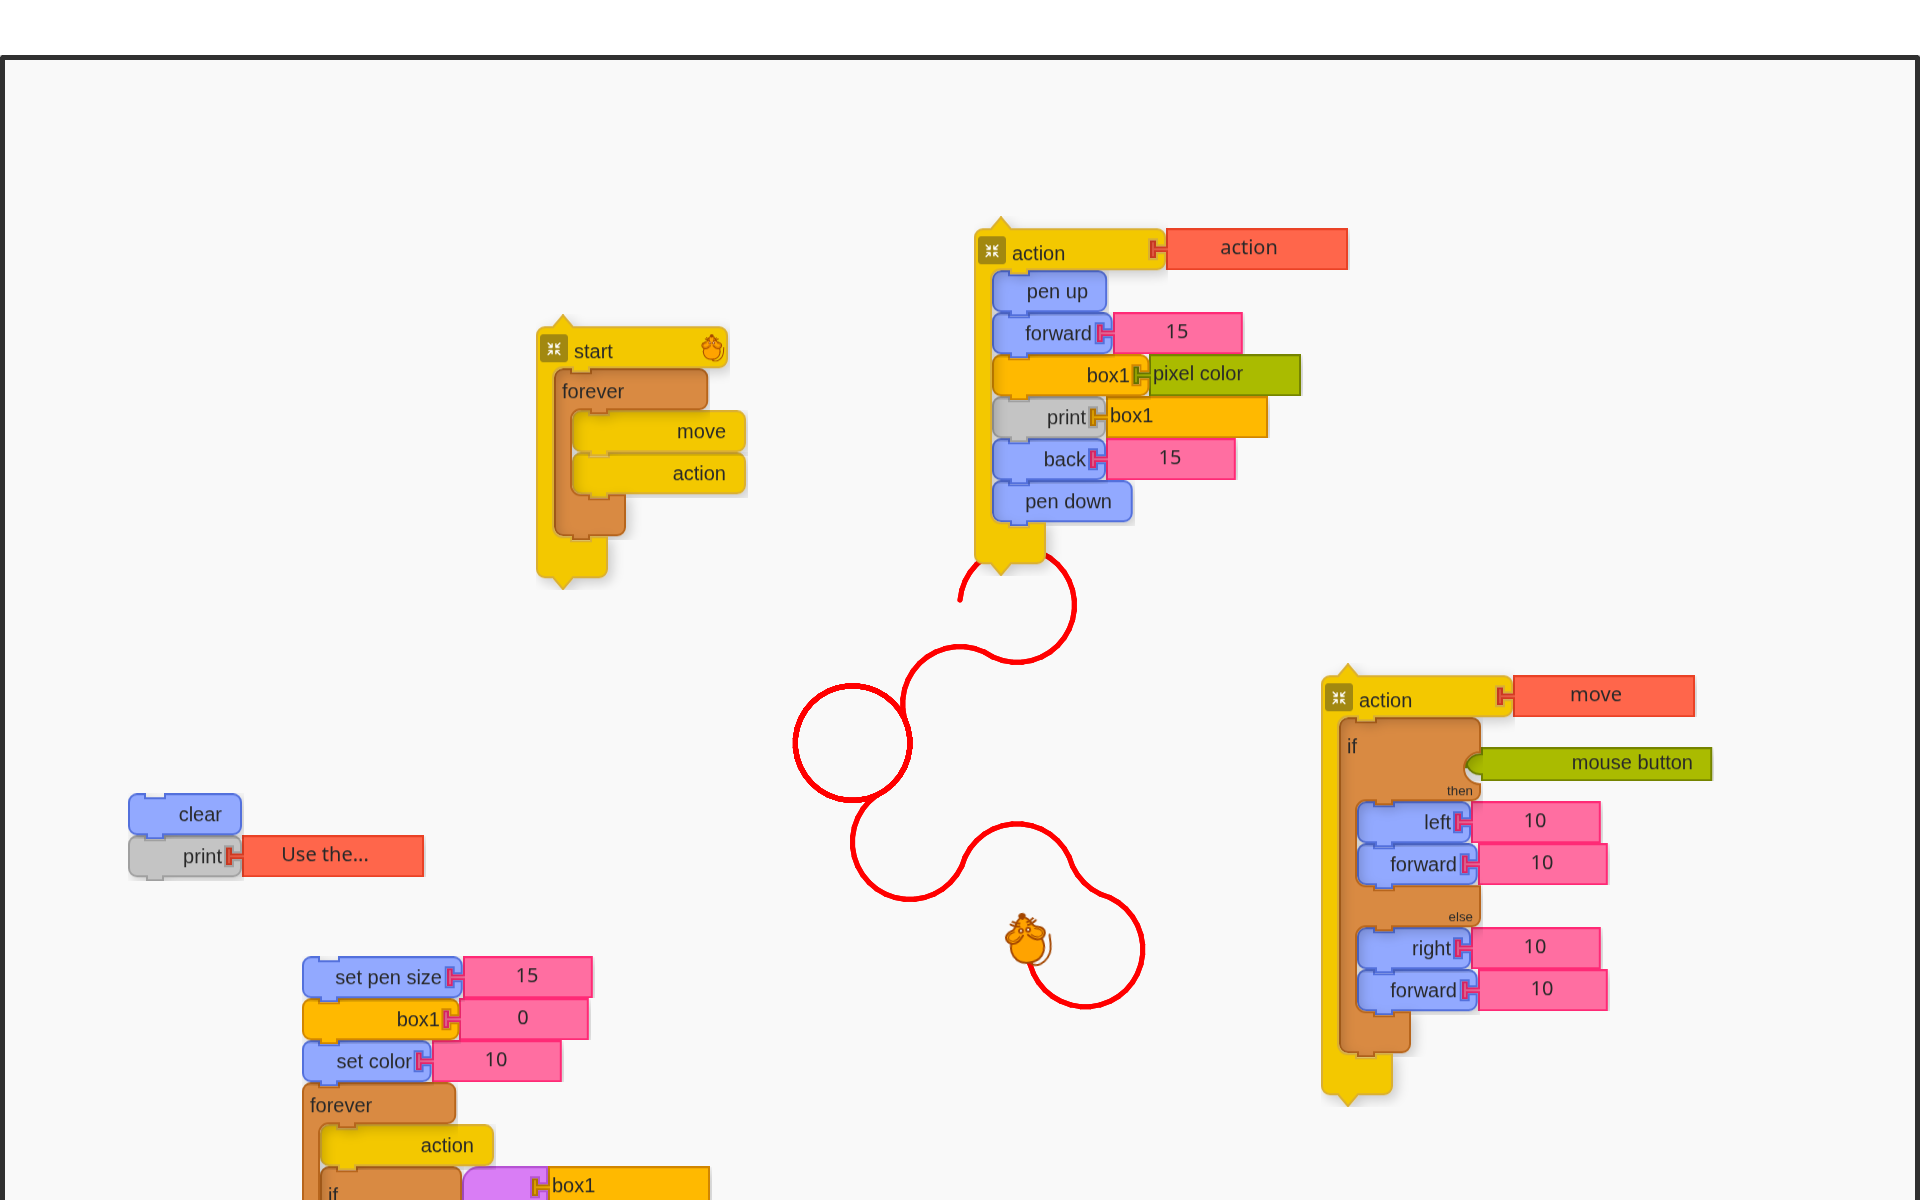 action action
pen up
forward 15
box1 pixel color
print box1
back 15
pen down
start
forever
move
action
action move
if mouse button
then
left 10
forward 10
else
right 10
forward 10
clear
print Use the...
set pen size 15
box1 0
set color 10
forever
action
if box1